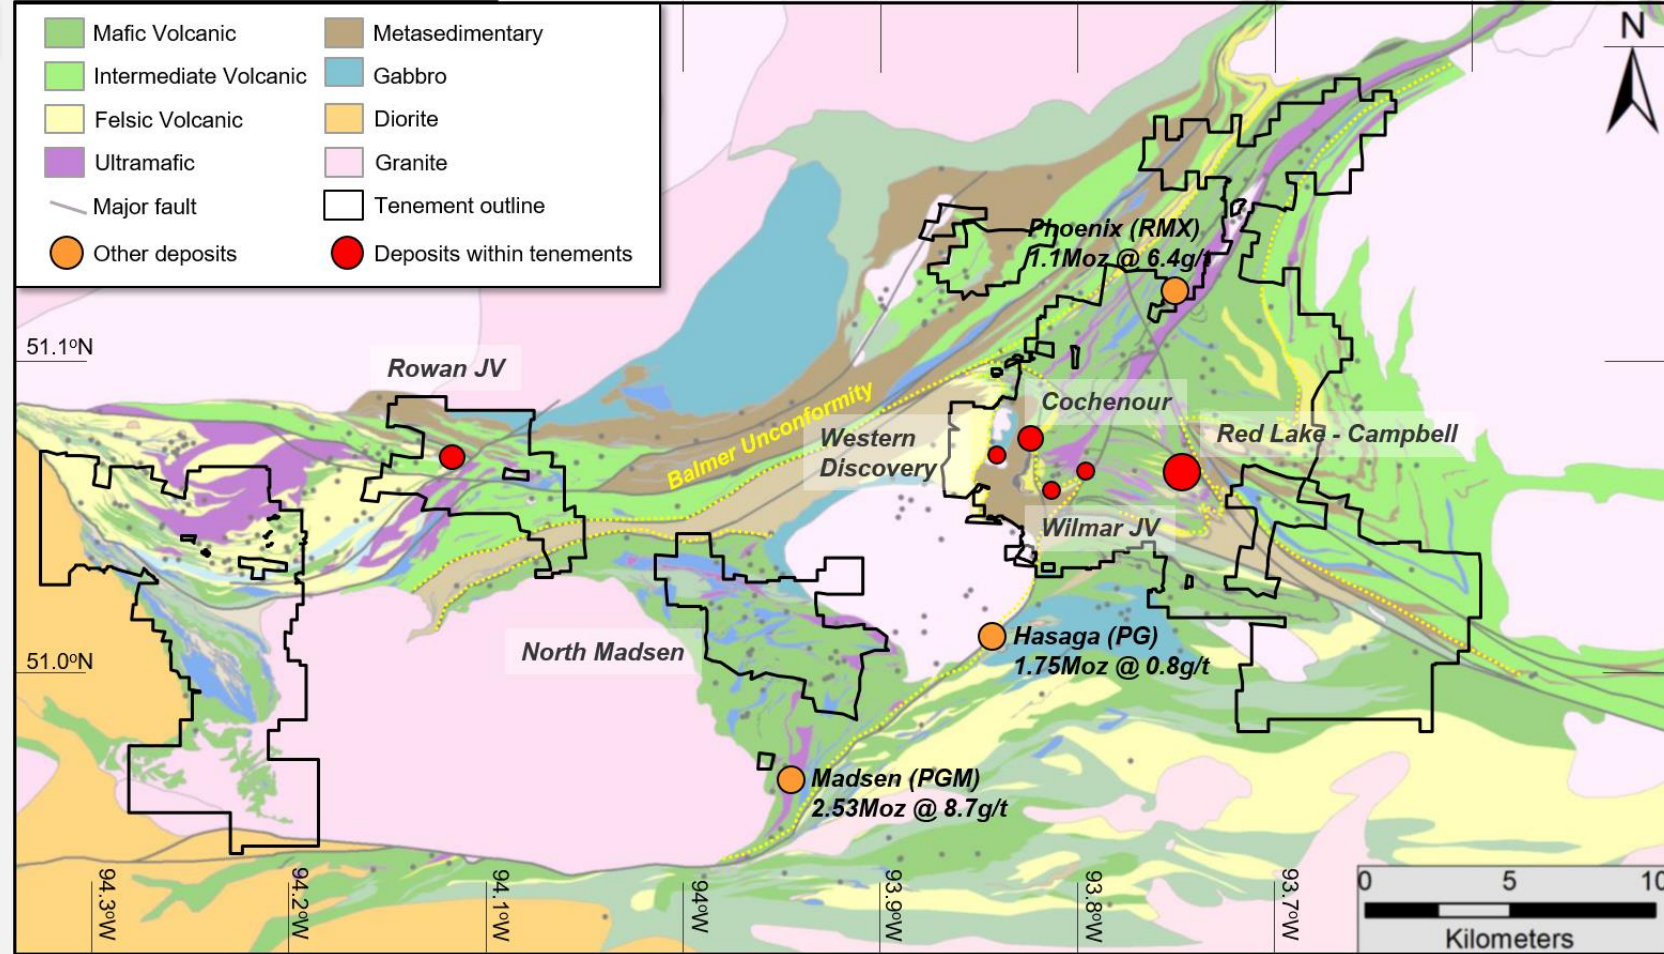 Mafic Volcanic
Intermediate Volcanic
Felsic Volcanic
Ultramafic
Major fault
Other deposits
Metasedimentary
Gabbro
Diorite
Granite
Tenement outline
Deposits within tenements
N
Phoenix (RMX)
1.1Moz @ 6.4g/t
51.1ºN
Rowan JV
Balmer Unconformity
Western
Discovery
Cochenour
Red Lake - Campbell
Wilmar JV
51.0ºN
North Madsen
Hasaga (PG)
1.75Moz @ 0.8g/t
Madsen (PGM)
2.53Moz @ 8.7g/t
94.3ºW
94.2ºW
94.1ºW
94ºW
93.9ºW
93.8ºW
93.7ºW
0 5 10
Kilometers